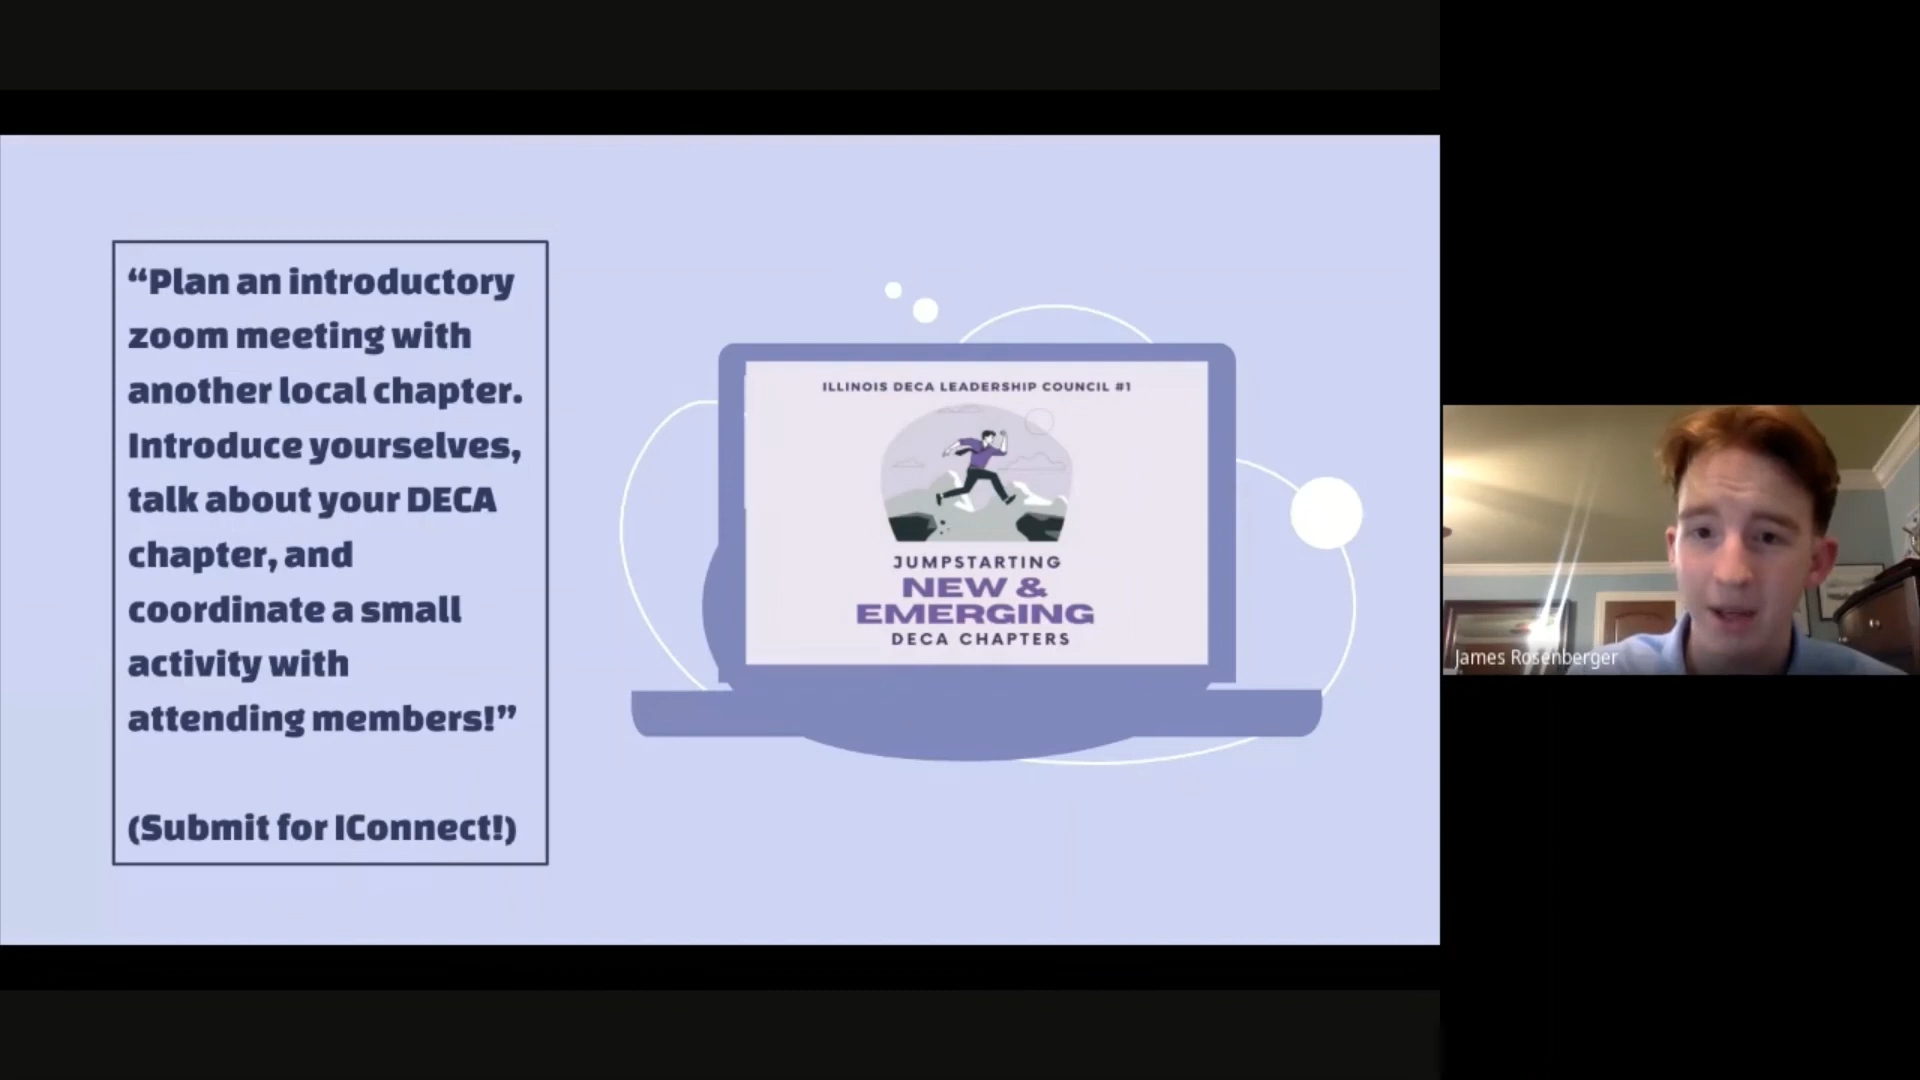 “Plan an introductory
zoom meeting with
another local chapter.
Introduce yourselves,
talk about your DECA
chapter, and
coordinate a small
activity with
attending members!”
(Submit for IConnect!)
ILLINOIS DECA LEADERSHIP COUNCIL #1
JUMPSTARTING
NEW &
EMERGING
DECA CHAPTERS
James Rosenberger